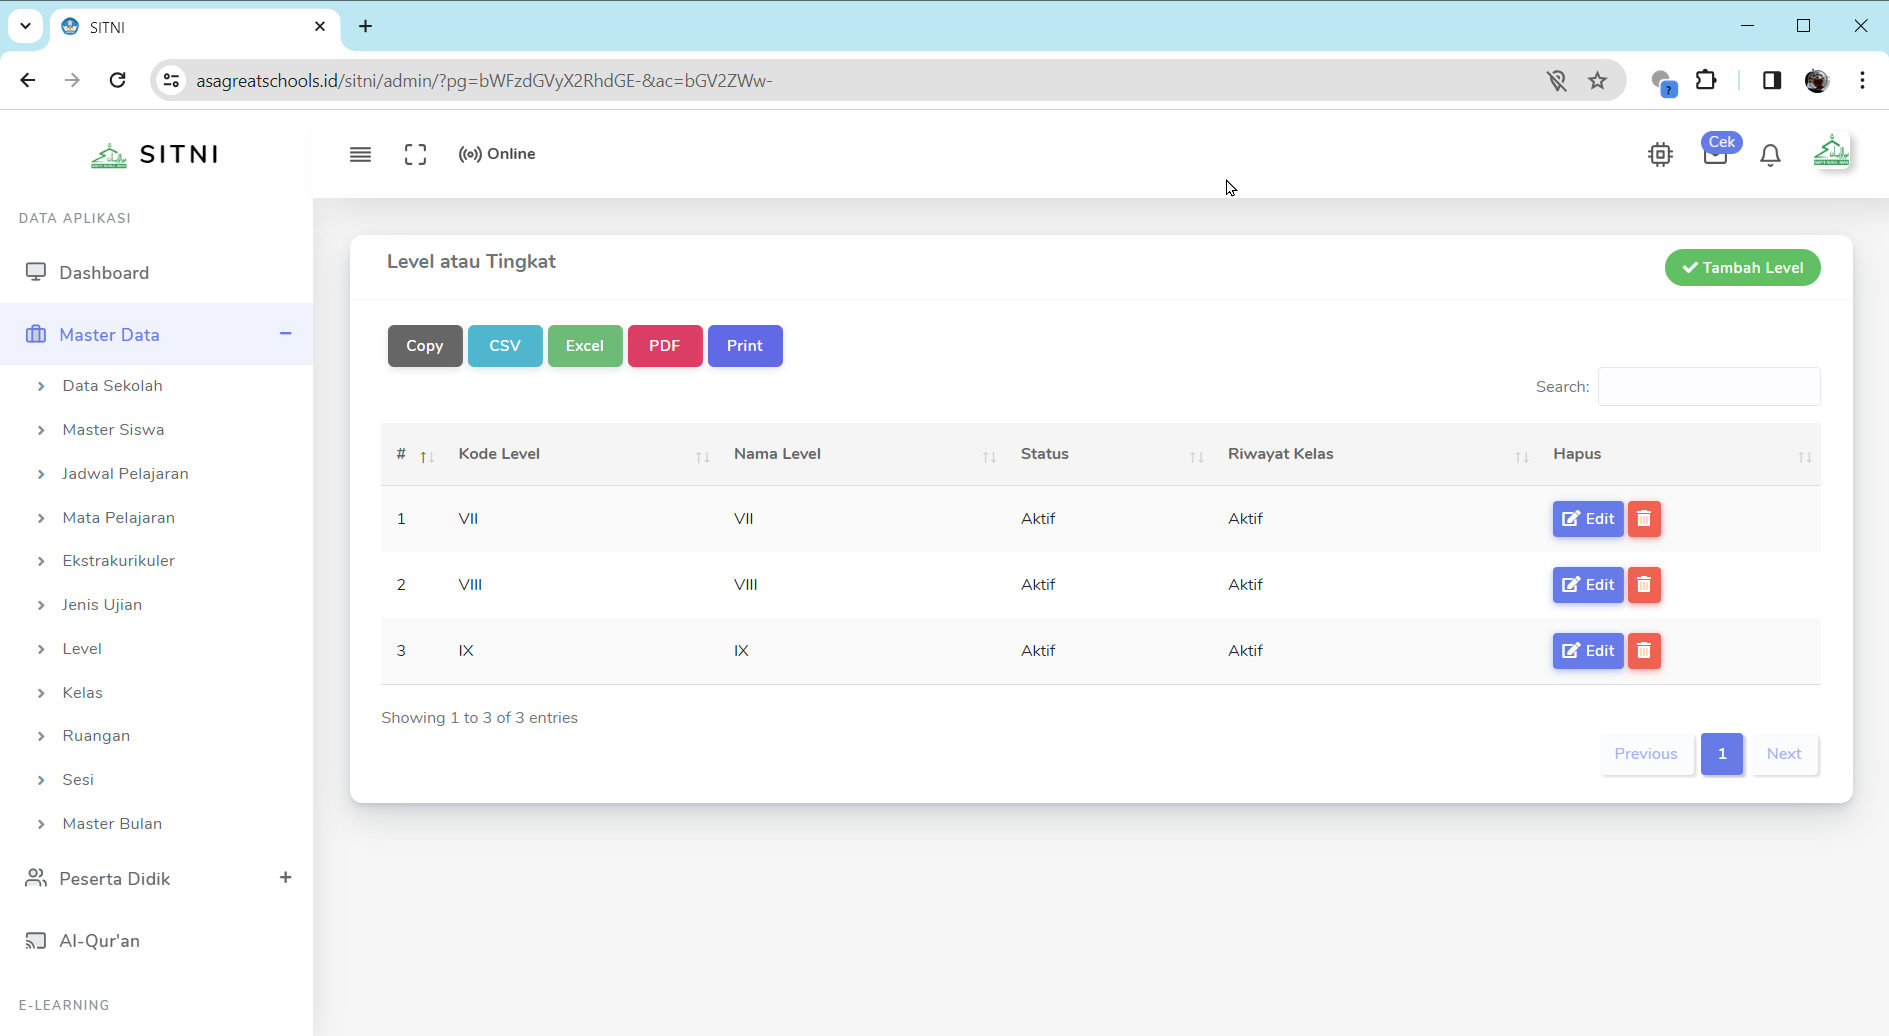 SITNI
asagreatschools.id/sitni/admin/?pg=bWFzdGVyX2RhdGE-&ac=bGV2ZWw-
SITNI
Online
Cek
DATA APLIKASI
Dashboard
Master Data
Data Sekolah
Master Siswa
Jadwal Pelajaran
Mata Pelajaran
Ekstrakurikuler
Jenis Ujian
Level
Kelas
Ruangan
Sesi
Master Bulan
Peserta Didik
Al-Qur'an
E-LEARNING
Level atau Tingkat
Tambah Level
Copy CSV Excel PDF Print
Search:
# Kode Level Nama Level Status Riwayat Kelas Hapus
1 VII VII Aktif Aktif Edit
2 VIII VIII Aktif Aktif Edit
3 IX IX Aktif Aktif Edit
Showing 1 to 3 of 3 entries
Previous 1 Next